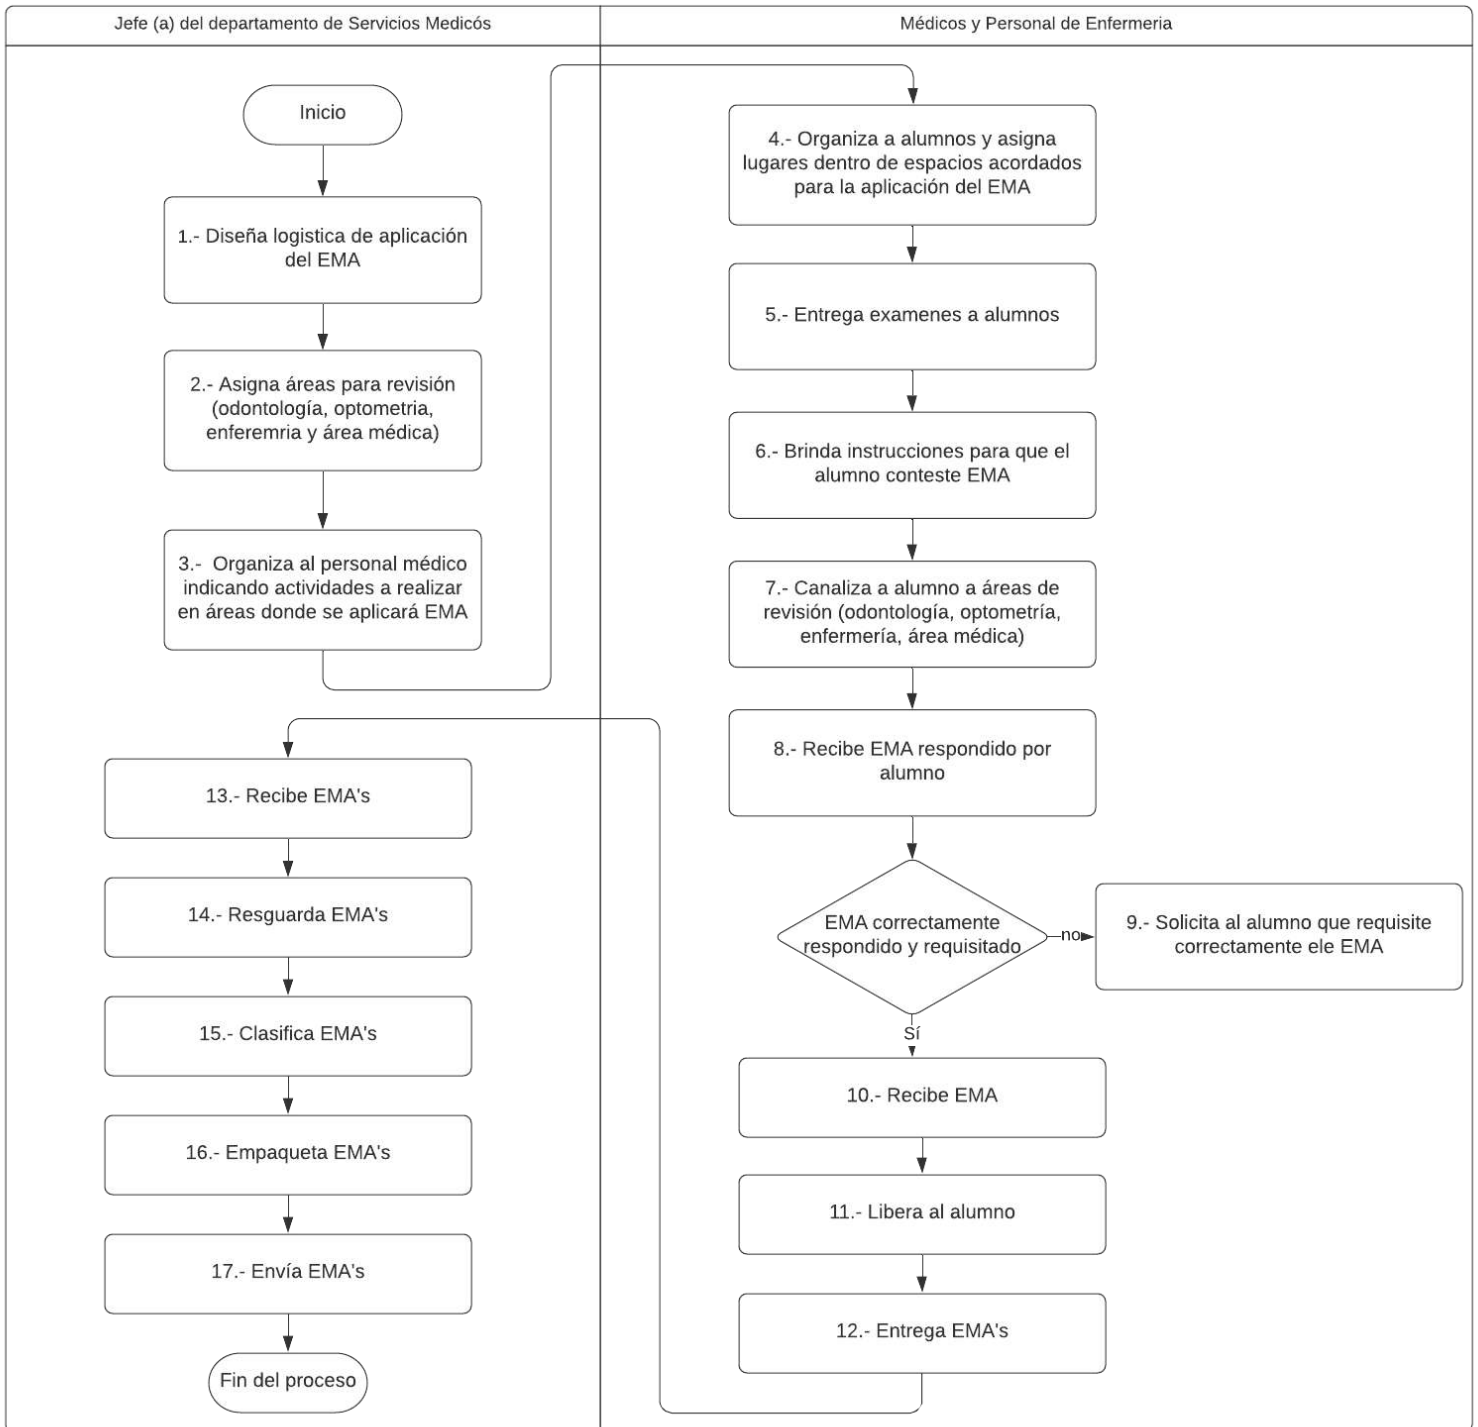 Jefe (a) del departamento de Servicios Medicós
Médicos y Personal de Enfermeria
Inicio
1.- Diseña logistica de aplicación
del EMA
2.- Asigna áreas para revisión
(odontología, optometria,
enferemria y área médica)
3.- Organiza al personal médico
indicando actividades a realizar
en áreas donde se aplicará EMA
4.- Organiza a alumnos y asigna
lugares dentro de espacios acordados
para la aplicación del EMA
5.- Entrega examenes a alumnos
6.- Brinda instrucciones para que el
alumno conteste EMA
7.- Canaliza a alumno a áreas de
revisión (odontología, optometría,
enfermería, área médica)
8.- Recibe EMA respondido por
alumno
EMA correctamente
respondido y requisitado
no
9.- Solicita al alumno que requisite
correctamente ele EMA
Sí
10.- Recibe EMA
11.- Libera al alumno
12.- Entrega EMA's
13.- Recibe EMA's
14.- Resguarda EMA's
15.- Clasifica EMA's
16.- Empaqueta EMA's
17.- Envía EMA's
Fin del proceso